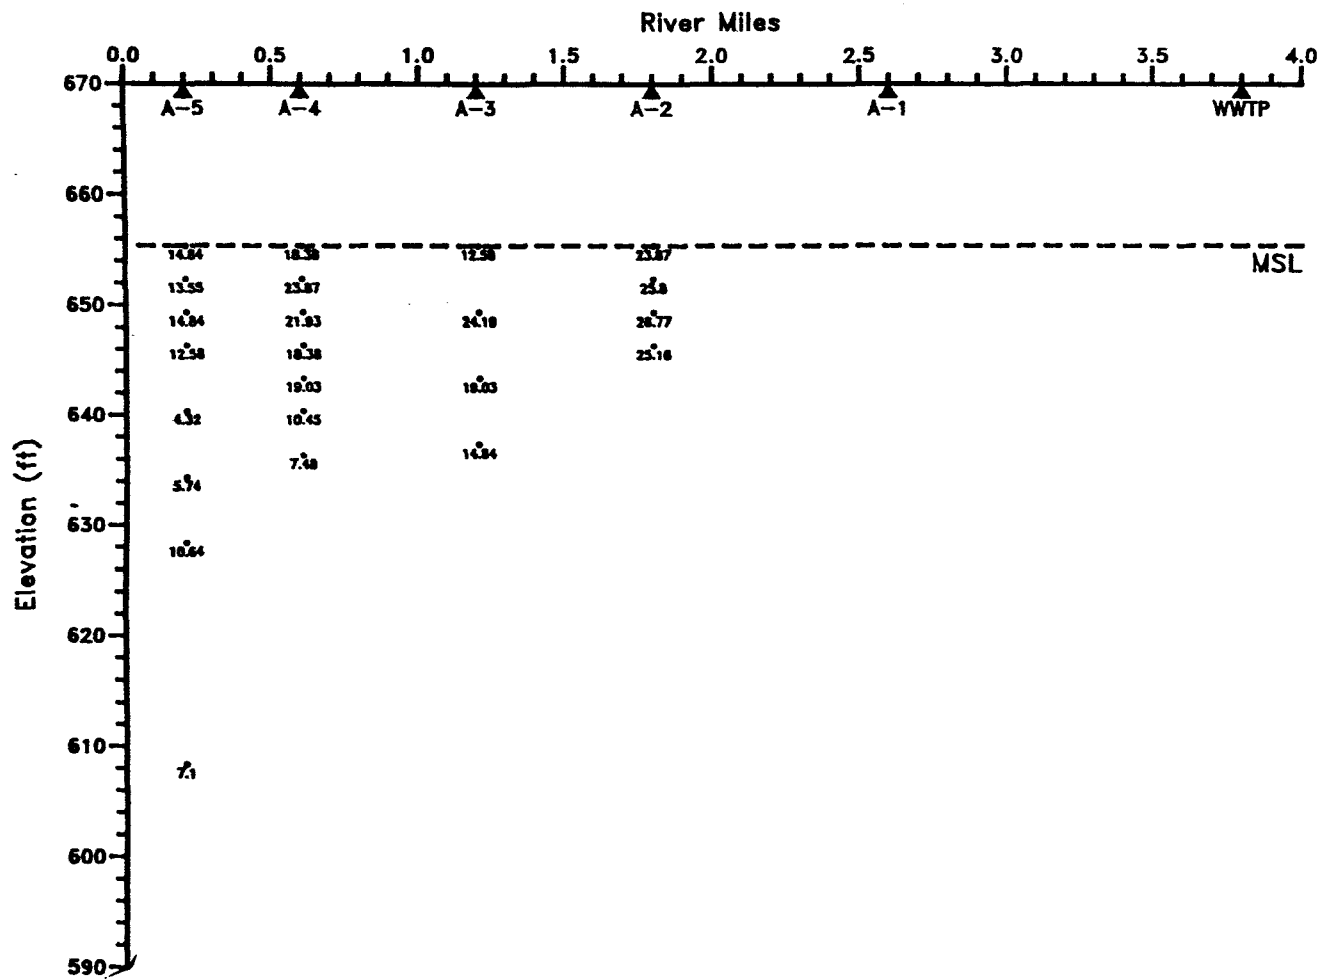 River Miles
0.0 0.5 1.0 1.5 2.0 2.5 3.0 3.5 4.0
670
A-5 A-4 A-3 A-2 A-1 WWTP
660
14.84 18.38 12.58 23.87
MSL
13.55 23.87 25.8
650
14.84 21.93 24.19 26.77
12.58 18.38 25.16
19.03 19.03
640
4.32 10.45
14.84
7.48
Elevation (ft)
5.74
630
10.64
620
610
7.1
600
590